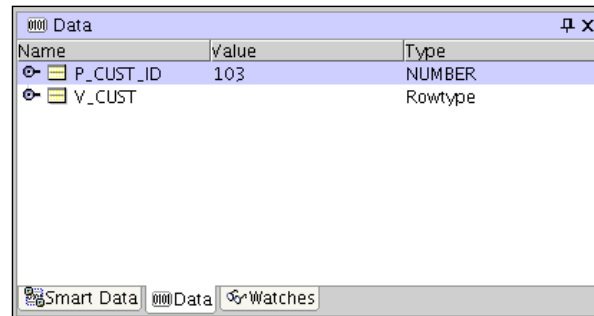 Data
Name Value Type
P_CUST_ID 103 NUMBER
V_CUST Rowtype
Smart Data Data Watches